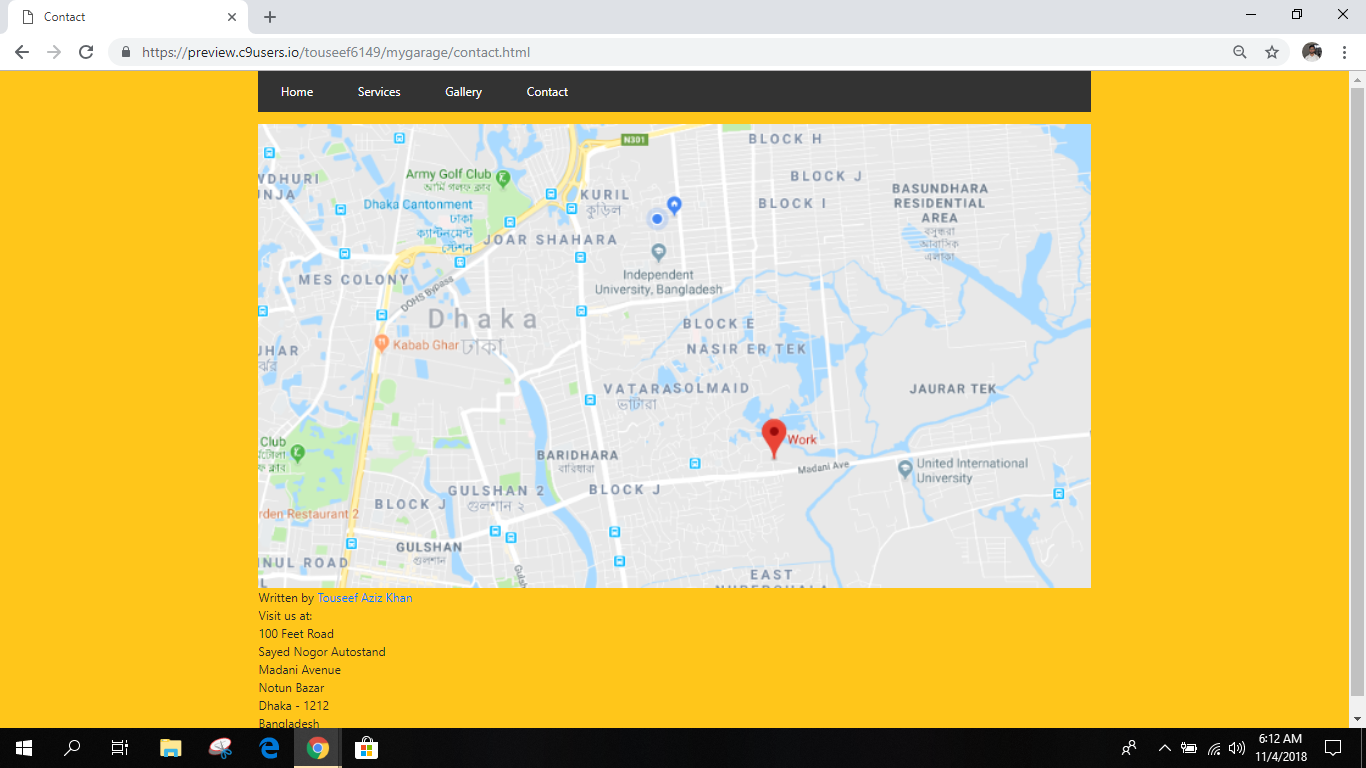 Contact
https://preview.c9users.io/touseef6149/mygarage/contact.html
Home Services Gallery Contact
N301
BLOCK H
WDHURI
NJA
Army Golf Club
আর্মি গলফ ক্লাব
BLOCK J
KURIL
কুড়িল
BLOCK I
BASUNDHARA
RESIDENTIAL
AREA
বসুন্ধরা
আবাসিক
এলাকা
Dhaka Cantonment
ঢাকা
ক্যান্টনমেন্ট
স্টেশন
JOAR SHAHARA
MES COLONY
DOHS Bypass
Independent
University, Bangladesh
Dhaka
ঢাকা
BLOCK E
NASIR ER TEK
Kabab Ghar
UHAR
VATARA
ভাটারা
SOLMAID
JAURAR TEK
Work
Club
ক্লাব
BARIDHARA
বারিধারা
Madani Ave
United International
University
GULSHAN 2
গুলশান ২
BLOCK J
BLOCK J
rden Restaurant 2
GULSHAN
গুলশান
INUL ROAD
EAST
Written by Touseef Aziz Khan
Visit us at:
100 Feet Road
Sayed Nogor Autostand
Madani Avenue
Notun Bazar
Dhaka - 1212
Bangladesh
6:12 AM
11/4/2018